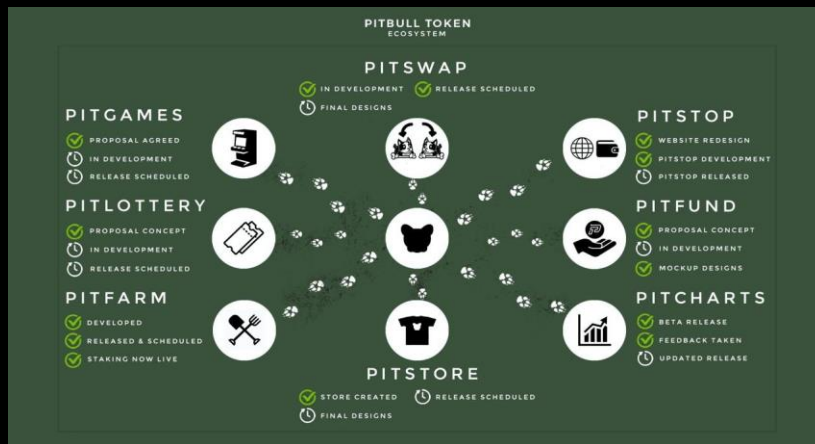 PITBULL TOKEN
ECOSYSTEM
PITSWAP
IN DEVELOPMENT RELEASE SCHEDULED
FINAL DESIGNS
PITGAMES
PROPOSAL AGREED
IN DEVELOPMENT
RELEASE SCHEDULED
PITLOTTERY
PROPOSAL CONCEPT
IN DEVELOPMENT
RELEASE SCHEDULED
PITFARM
DEVELOPED
RELEASED & SCHEDULED
STAKING NOW LIVE
PITSTOP
WEBSITE REDESIGN
PITSTOP DEVELOPMENT
PITSTOP RELEASED
PITFUND
PROPOSAL CONCEPT
IN DEVELOPMENT
MOCKUP DESIGNS
PITCHARTS
BETA RELEASE
FEEDBACK TAKEN
UPDATED RELEASE
PITSTORE
STORE CREATED RELEASE SCHEDULED
FINAL DESIGNS